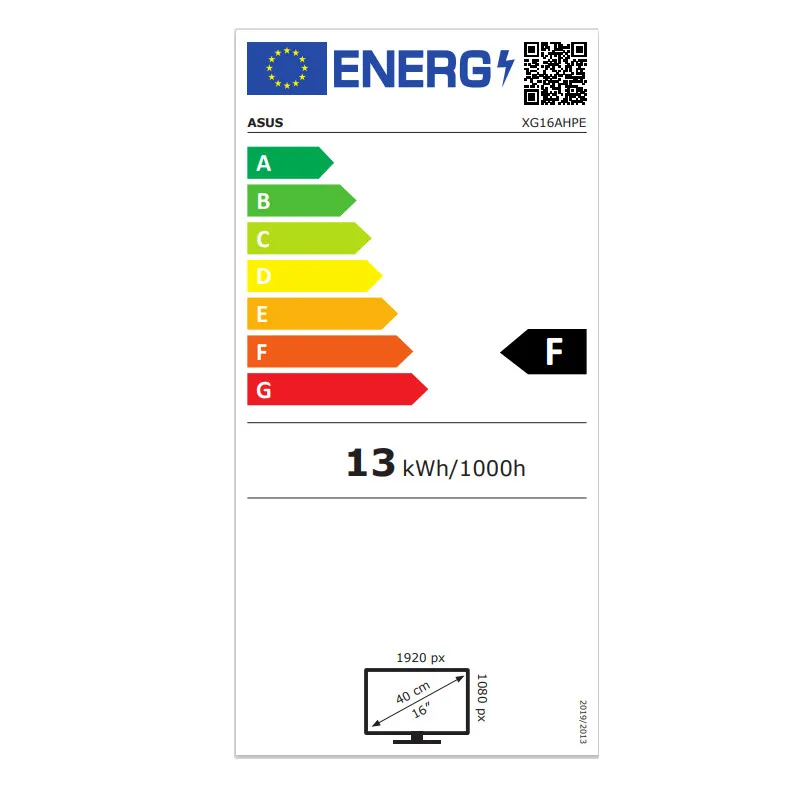 ENERG
ASUS
XG16AHPE
A
B
C
D
E
F
F
G
13 kWh/1000h
1920 px
40 cm
16”
1080 px
2019/2013